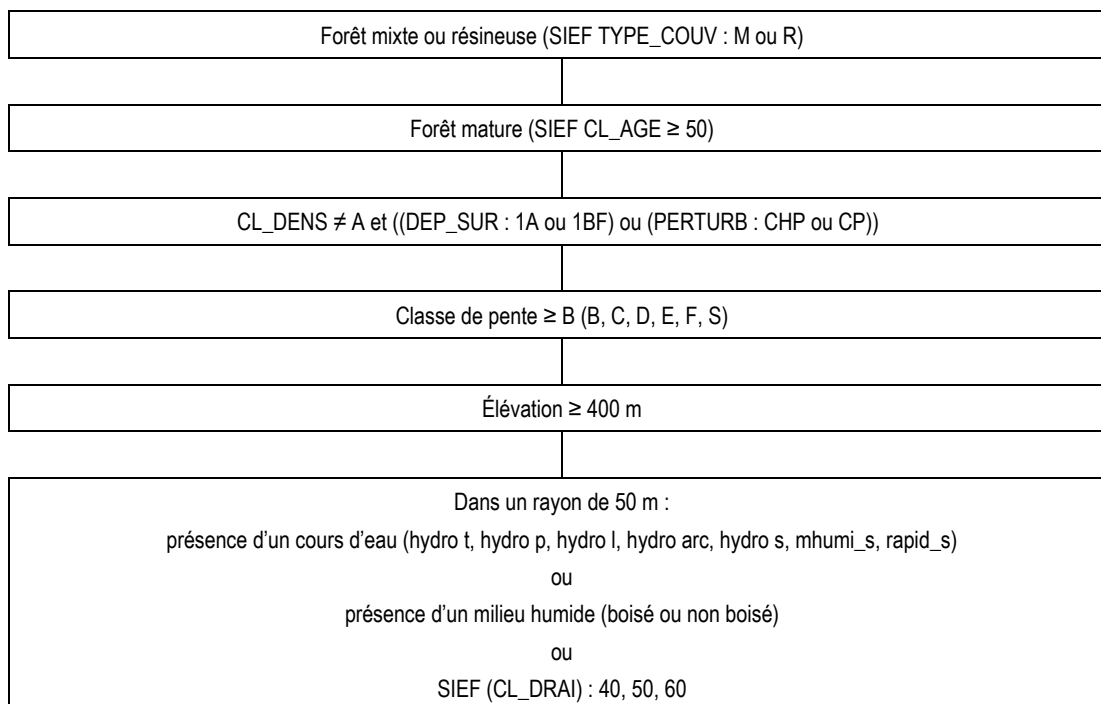 Forêt mixte ou résineuse (SIEF TYPE_COUV : M ou R)
Forêt mature (SIEF CL_AGE ≥ 50)
CL_DENS ≠ A et ((DEP_SUR : 1A ou 1BF) ou (PERTURB : CHP ou CP))
Classe de pente ≥ B (B, C, D, E, F, S)
Élévation ≥ 400 m
Dans un rayon de 50 m :
présence d’un cours d’eau (hydro t, hydro p, hydro l, hydro arc, hydro s, mhumi_s, rapid_s)
ou
présence d’un milieu humide (boisé ou non boisé)
ou
SIEF (CL_DRAI) : 40, 50, 60